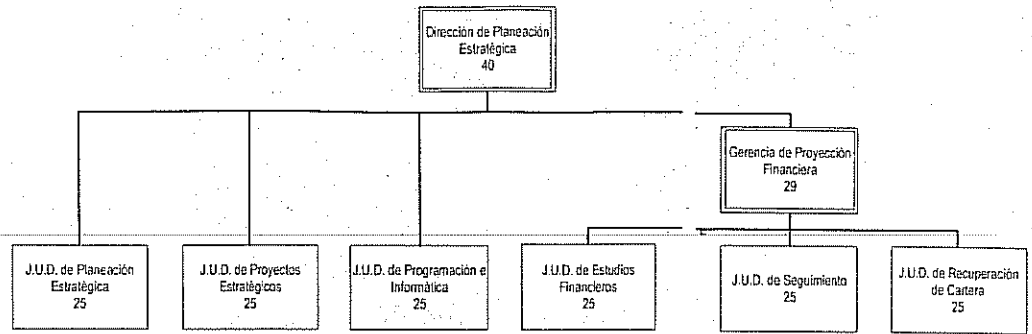 Dirección de Planeación
Estratégica
40
Gerencia de Proyección
Financiera
29
J.U.D. de Planeación
Estratégica
25
J.U.D. de Proyectos
Estratégicos
25
J.U.D. de Programación e
Informática
25
J.U.D. de Estudios
Financieros
25
J.U.D. de Seguimiento
25
J.U.D. de Recuperación
de Cartera
25